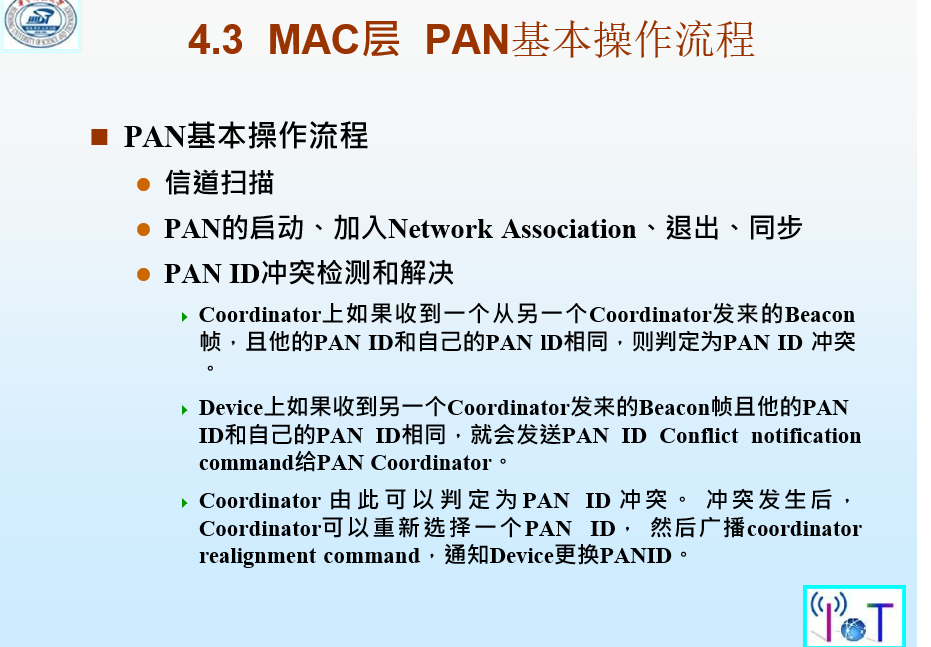 4.3 MAC层 PAN基本操作流程
PAN基本操作流程
信道扫描
PAN的启动、加入Network Association、退出、同步
PAN ID冲突检测和解决
Coordinator上如果收到一个从另一个Coordinator发来的Beacon
帧，且他的PAN ID和自己的PAN lD相同，则判定为PAN ID 冲突
。
Device上如果收到另一个Coordinator发来的Beacon帧且他的PAN
ID和自己的PAN ID相同，就会发送PAN ID Conflict notification
command给PAN Coordinator。
Coordinator 由此可以判定为PAN ID 冲突。 冲突发生后，
Coordinator可以重新选择一个PAN ID， 然后广播coordinator
realignment command，通知Device更换PANID。
IoT